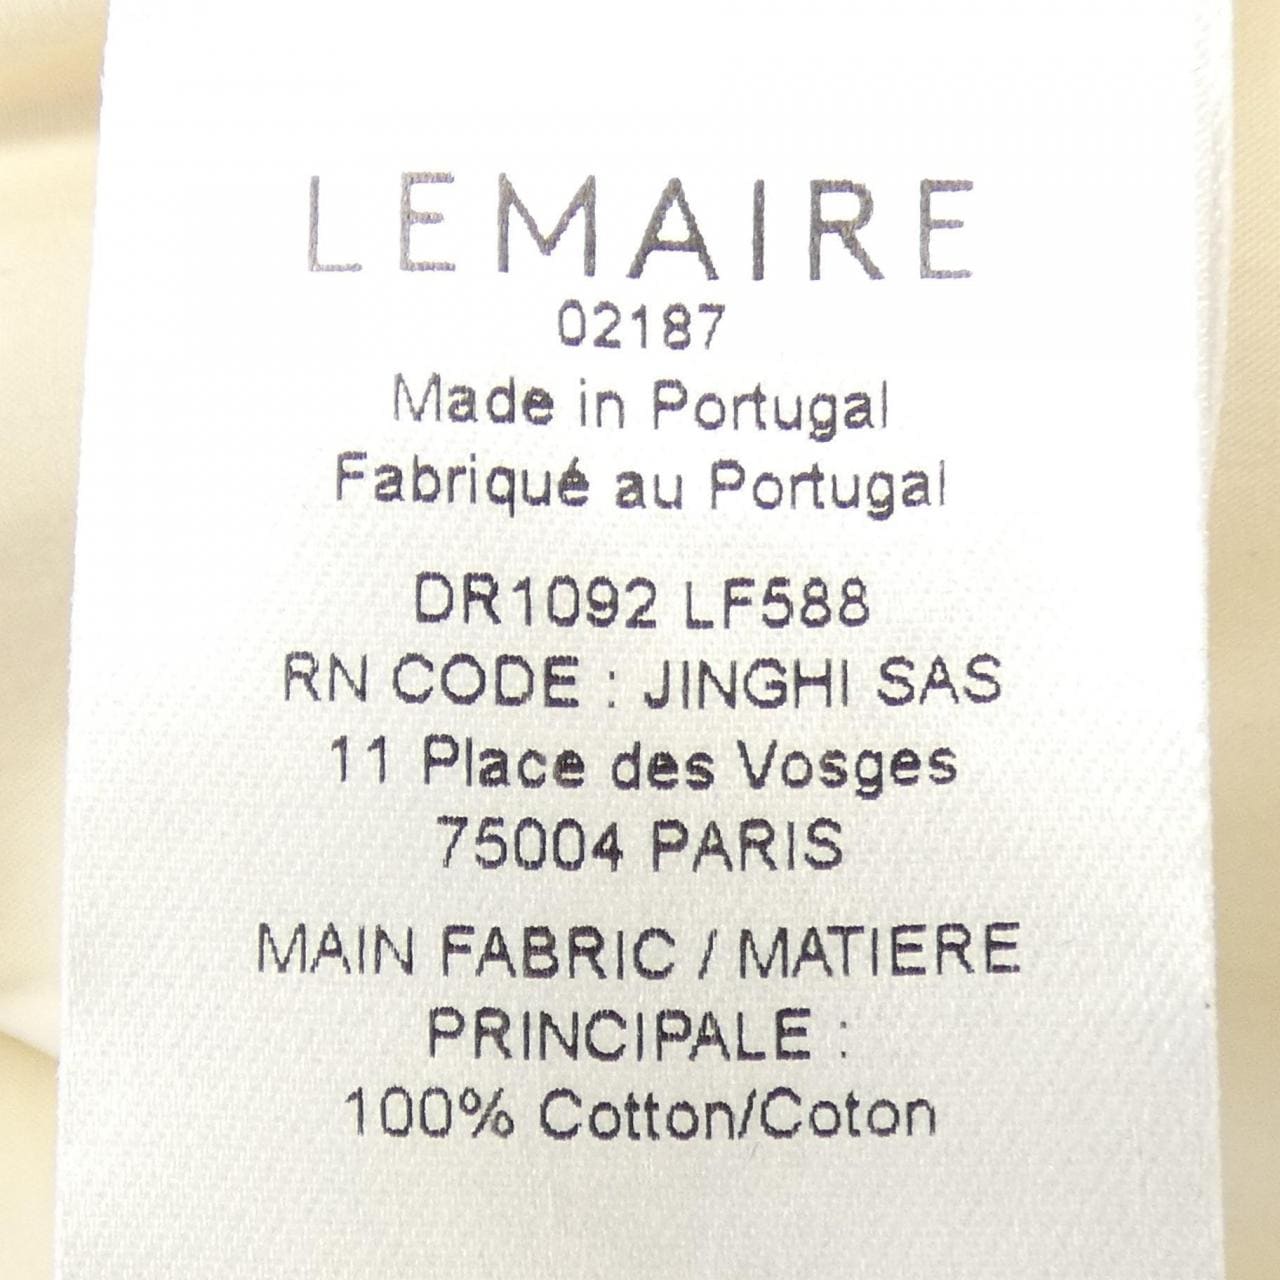 LEMAIRE
02187
Made in Portugal
Fabriqué au Portugal
DR1092 LF588
RN CODE : JINGHI SAS
11 Place des Vosges
75004 PARIS
MAIN FABRIC / MATIERE
PRINCIPALE :
100% Cotton/Coton